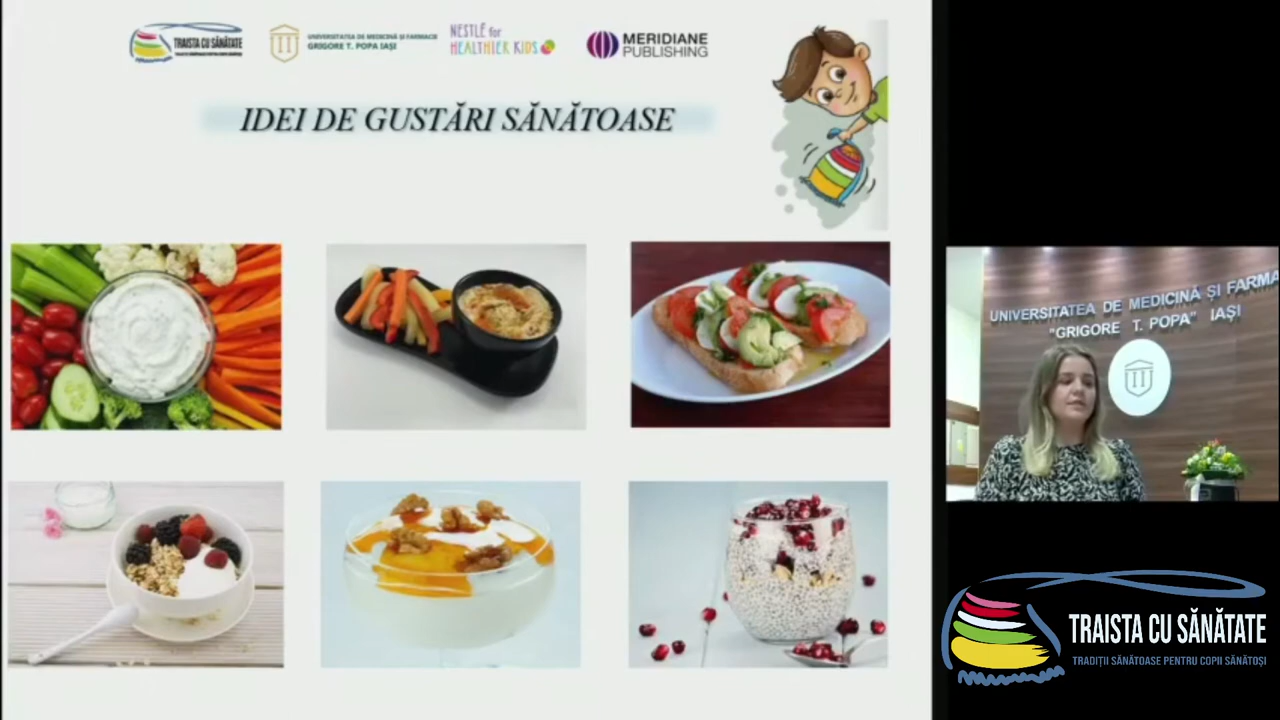 TRAISTA CU SĂNĂTATE
UNIVERSITATEA DE MEDICINĂ ȘI FARMACIE
GRIGORE T. POPA IAȘI
NESTLÉ for
HEALTHIER KIDS
MERIDIANE
PUBLISHING
IDEI DE GUSTĂRI SĂNĂTOASE
UNIVERSITATEA DE MEDICINĂ ȘI FARMA
"GRIGORE T. POPA" IAȘI
TRAISTA CU SĂNĂTATE
TRADIȚII SĂNĂTOASE PENTRU COPII SĂNĂTOȘI